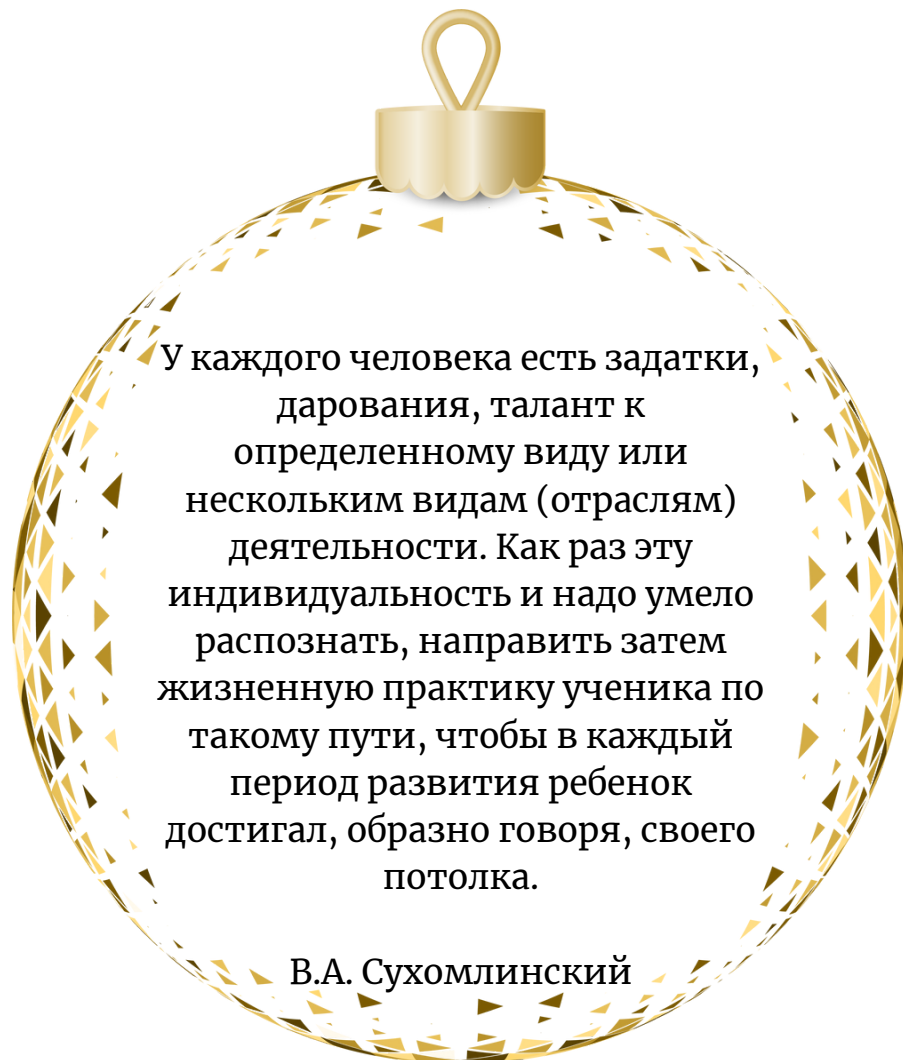 У каждого человека есть задатки,
дарования, талант к
определенному виду или
нескольким видам (отраслям)
деятельности. Как раз эту
индивидуальность и надо умело
распознать, направить затем
жизненную практику ученика по
такому пути, чтобы в каждый
период развития ребенок
достигал, образно говоря, своего
потолка.
В.А. Сухомлинский